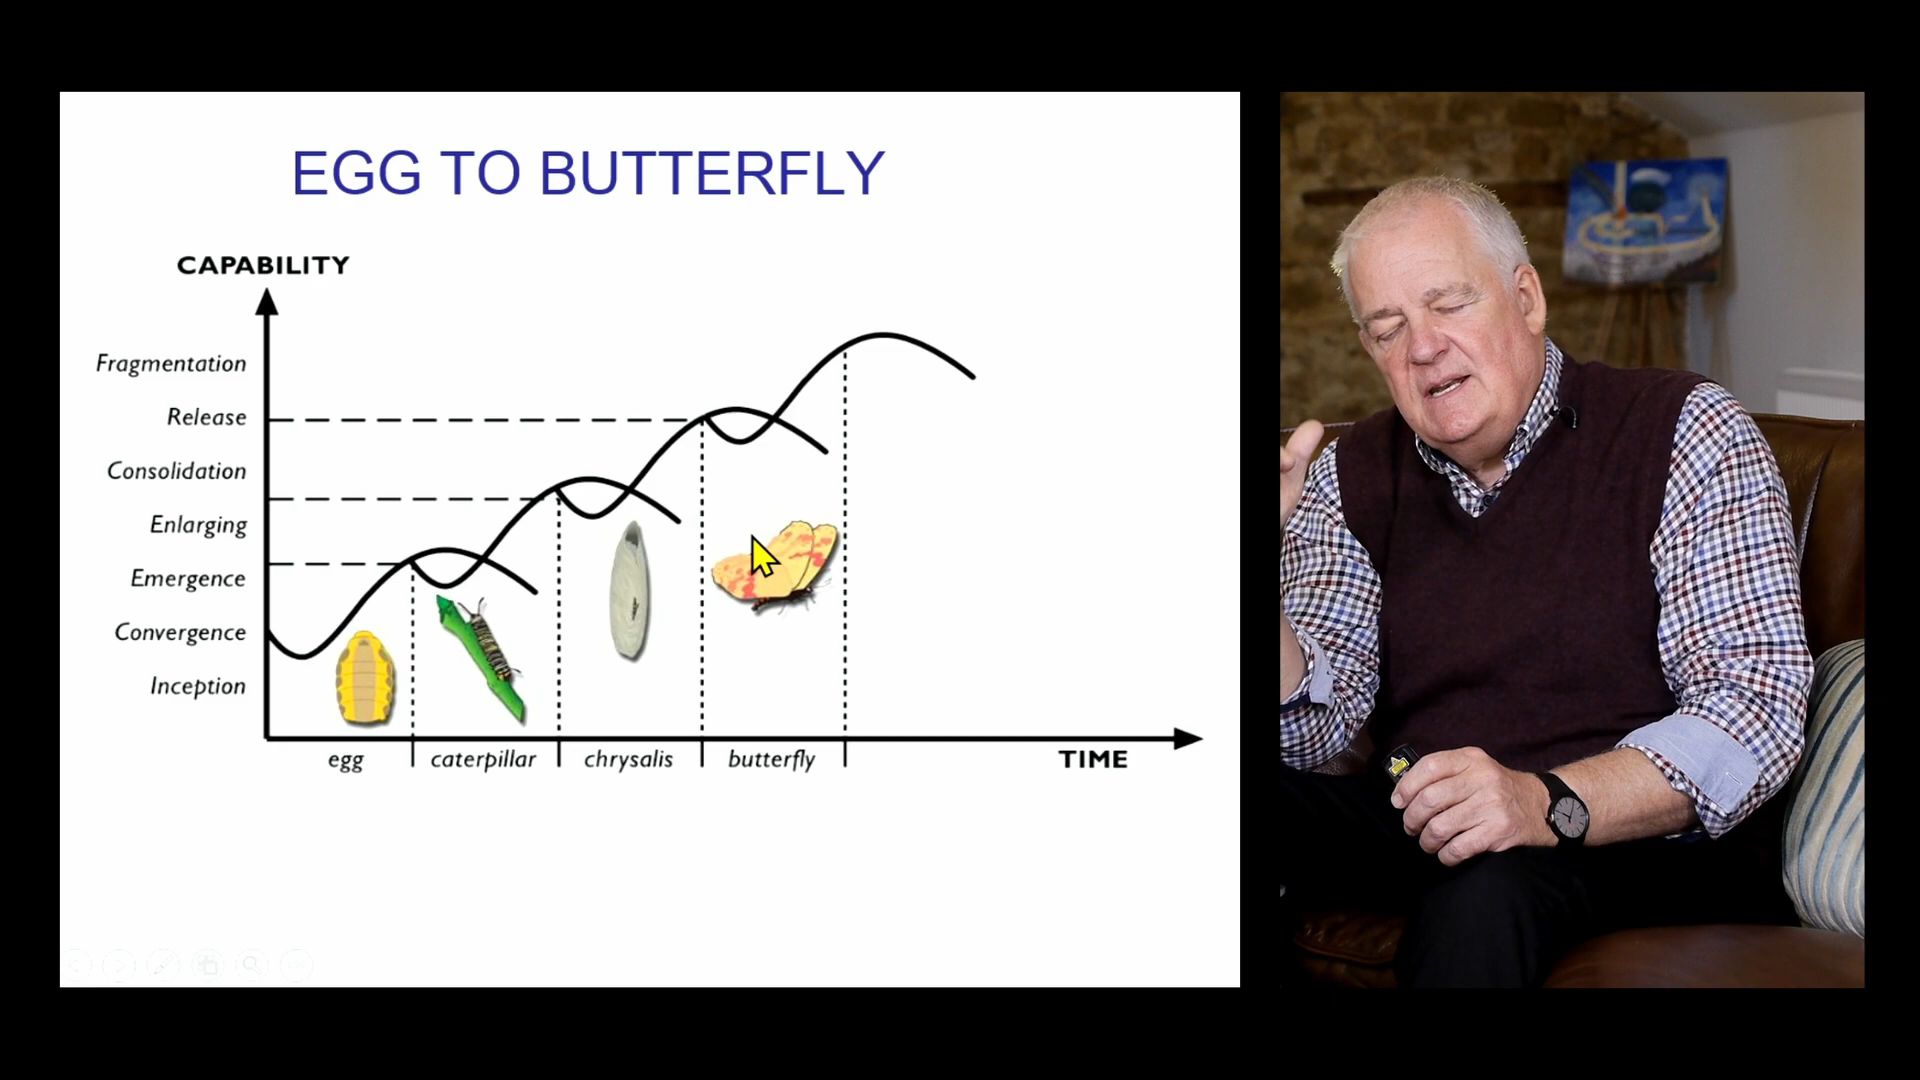 EGG TO BUTTERFLY
CAPABILITY
Fragmentation
Release
Consolidation
Enlarging
Emergence
Convergence
Inception
egg
caterpillar
chrysalis
butterfly
TIME